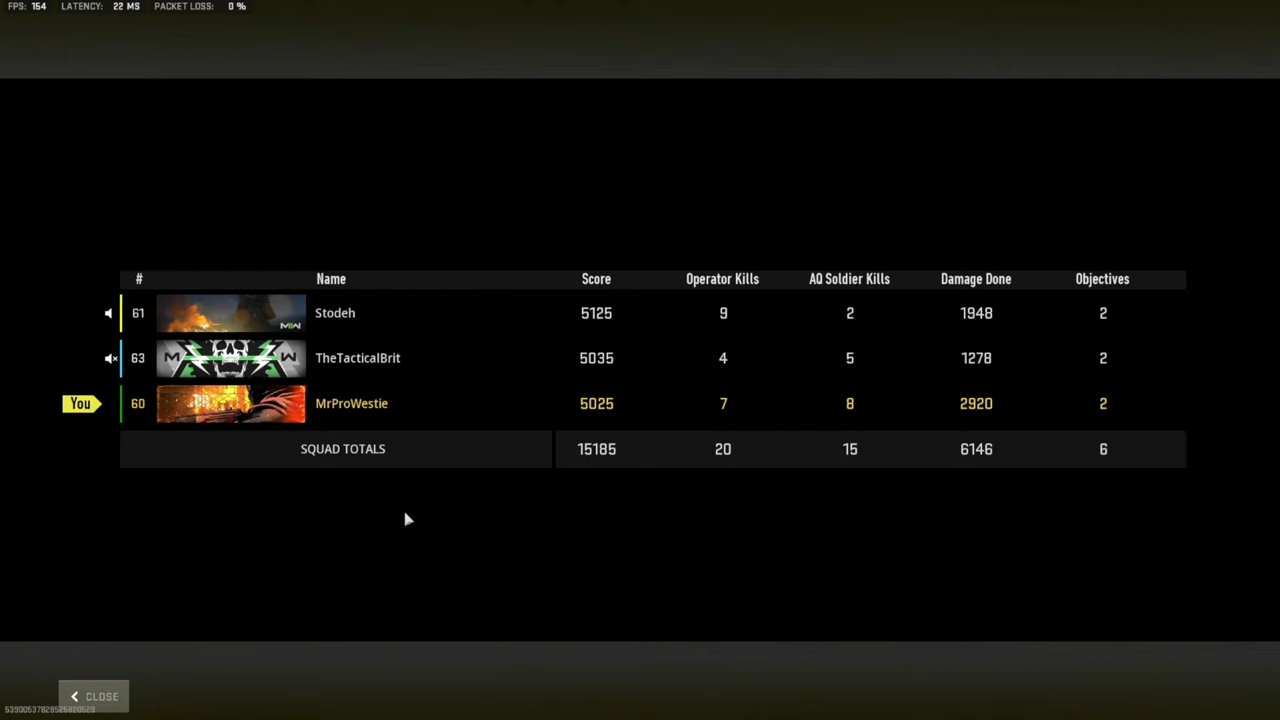 FPS: 154 LATENCY: 22 MS PACKET LOSS: 0 %
# Name Score Operator Kills AQ Soldier Kills Damage Done Objectives
61 MW Stodeh 5125 9 2 1948 2
63 M W TheTacticalBrit 5035 4 5 1278 2
You 60 MrProWestie 5025 7 8 2920 2
SQUAD TOTALS 15185 20 15 6146 6
CLOSE